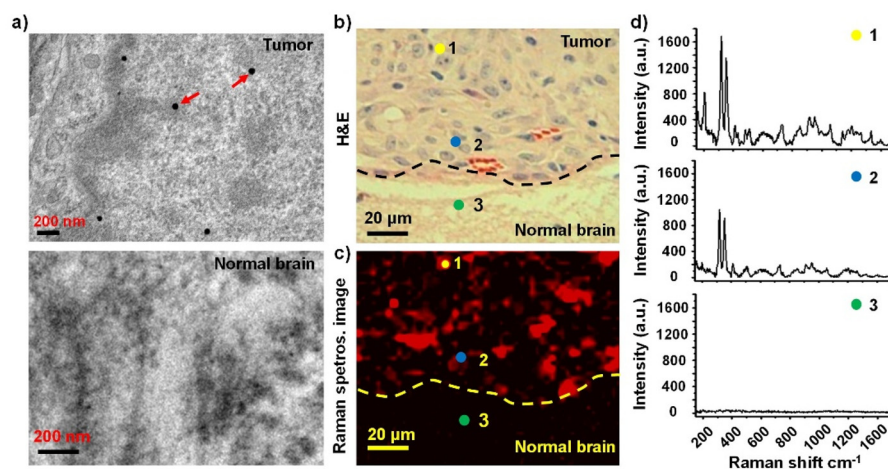 a)
Tumor
200 nm
Normal brain
200 nm
b)
H&E
1
Tumor
2
3
20 µm
Normal brain
c)
Raman spetros. image
1
2
3
20 µm
Normal brain
d)
Intensity (a.u.)
1600
1200
800
400
0
1
Intensity (a.u.)
1600
1200
800
400
0
2
Intensity (a.u.)
1600
1200
800
400
0
3
200 400 600 800 1000 1200 1400 1600
Raman shift cm⁻¹